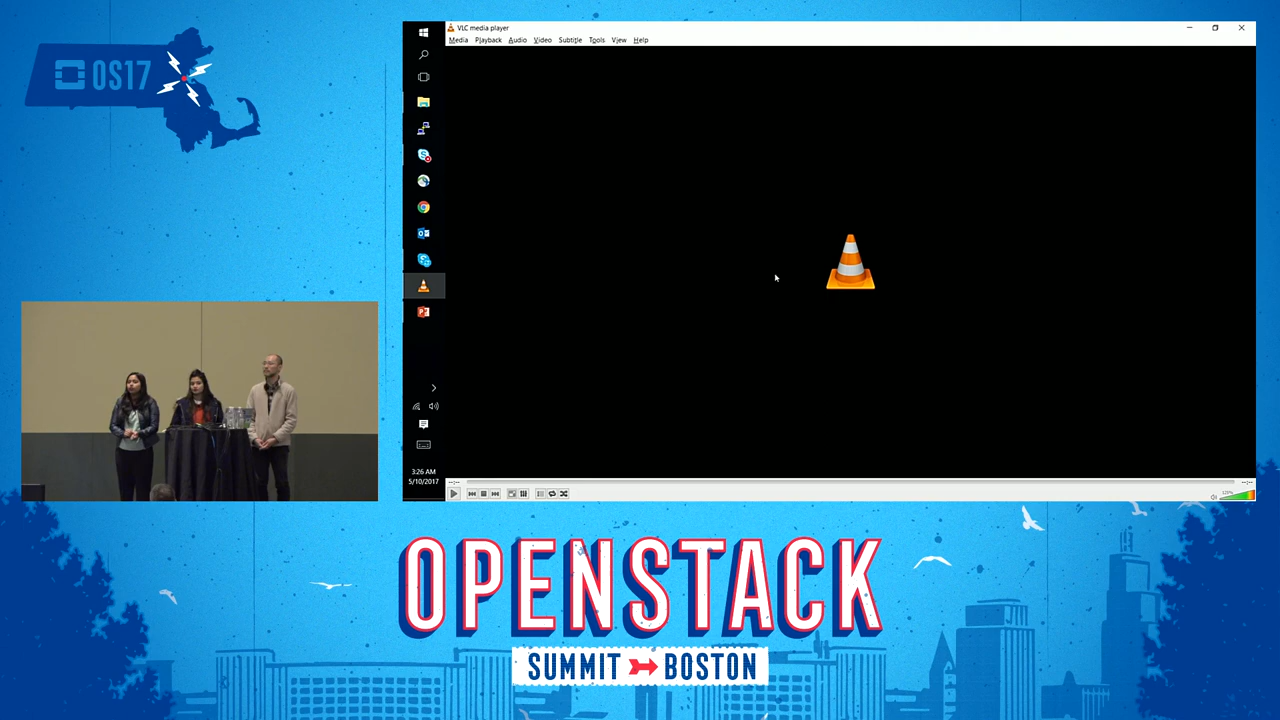 OS17
VLC media player
Media Playback Audio Video Subtitle Tools View Help
3:26 AM
5/10/2017
--:--
--:--
125%
OPENSTACK
SUMMIT BOSTON